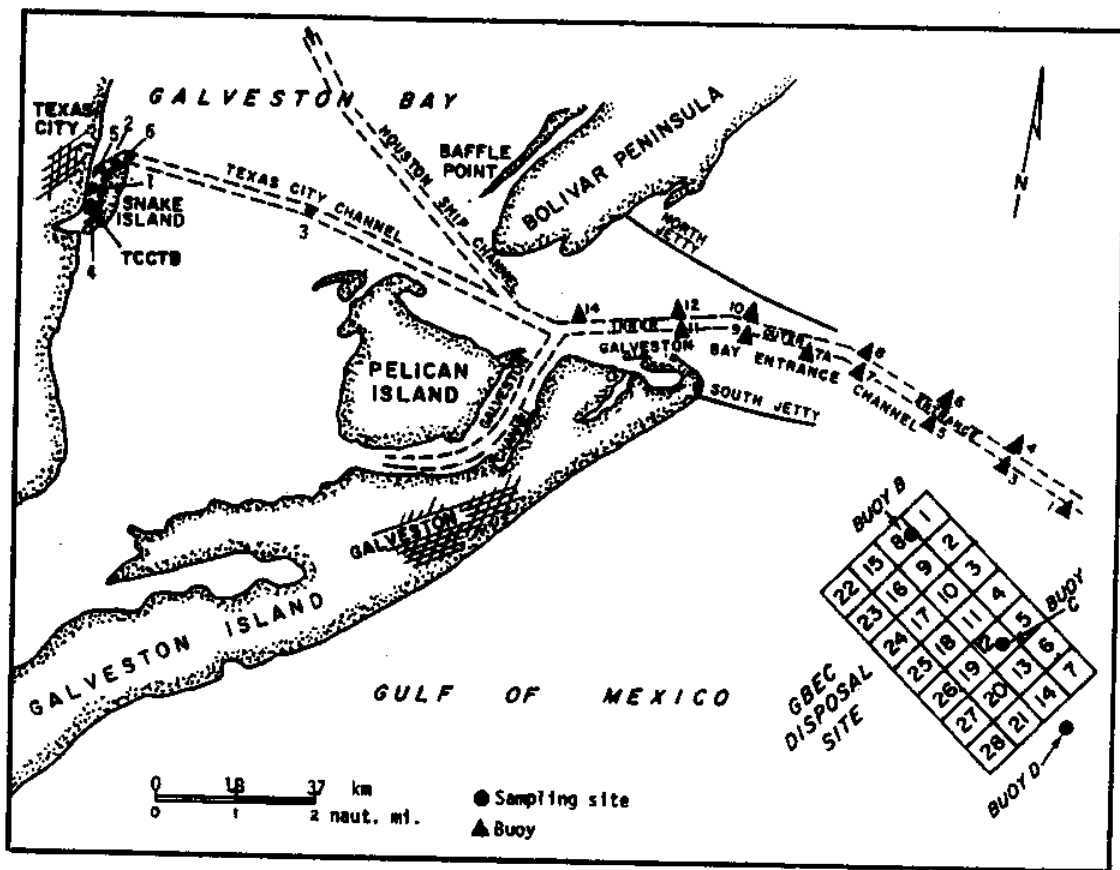 GALVESTON BAY
TEXAS
CITY
5
2
6
1
SNAKE
ISLAND
TCCTB
4
TEXAS CITY CHANNEL
3
HOUSTON SHIP CHANNEL
BAFFLE
POINT
BOLIVAR PENINSULA
NORTH
JETTY
N
14
12
10
11
9
7A
8
7
6
5
4
3
1
GALVESTON BAY ENTRANCE CHANNEL
SOUTH JETTY
PELICAN
ISLAND
GALVESTON
CHANNEL
GALVESTON
GALVESTON ISLAND
GULF OF MEXICO
BUOY B
BUOY
C
BUOY D
1 2 3 4 5 6 7
8 9 10 11 12 13 14
15 16 17 18 19 20 21
22 23 24 25 26 27 28
GBEC
DISPOSAL
SITE
0 18 37 km
0 1 2 naut. mi.
Sampling site
Buoy